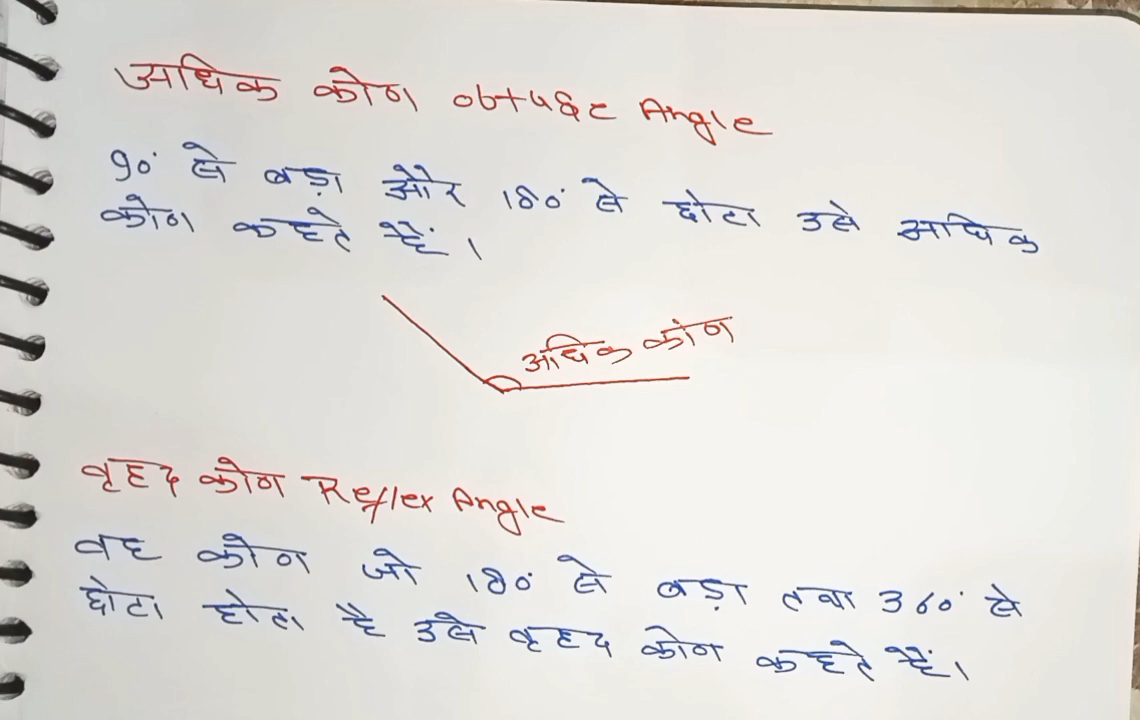 अधिक कोण obtuse Angle
90° से बड़ा और 180° से छोटा उसे अधिक
कोण कहते हैं।
अधिक कोण
वृहद कोण Reflex Angle
वह कोण जो 180° से बड़ा तथा 360° से
छोटा होता है उसे वृहद कोण कहते हैं।